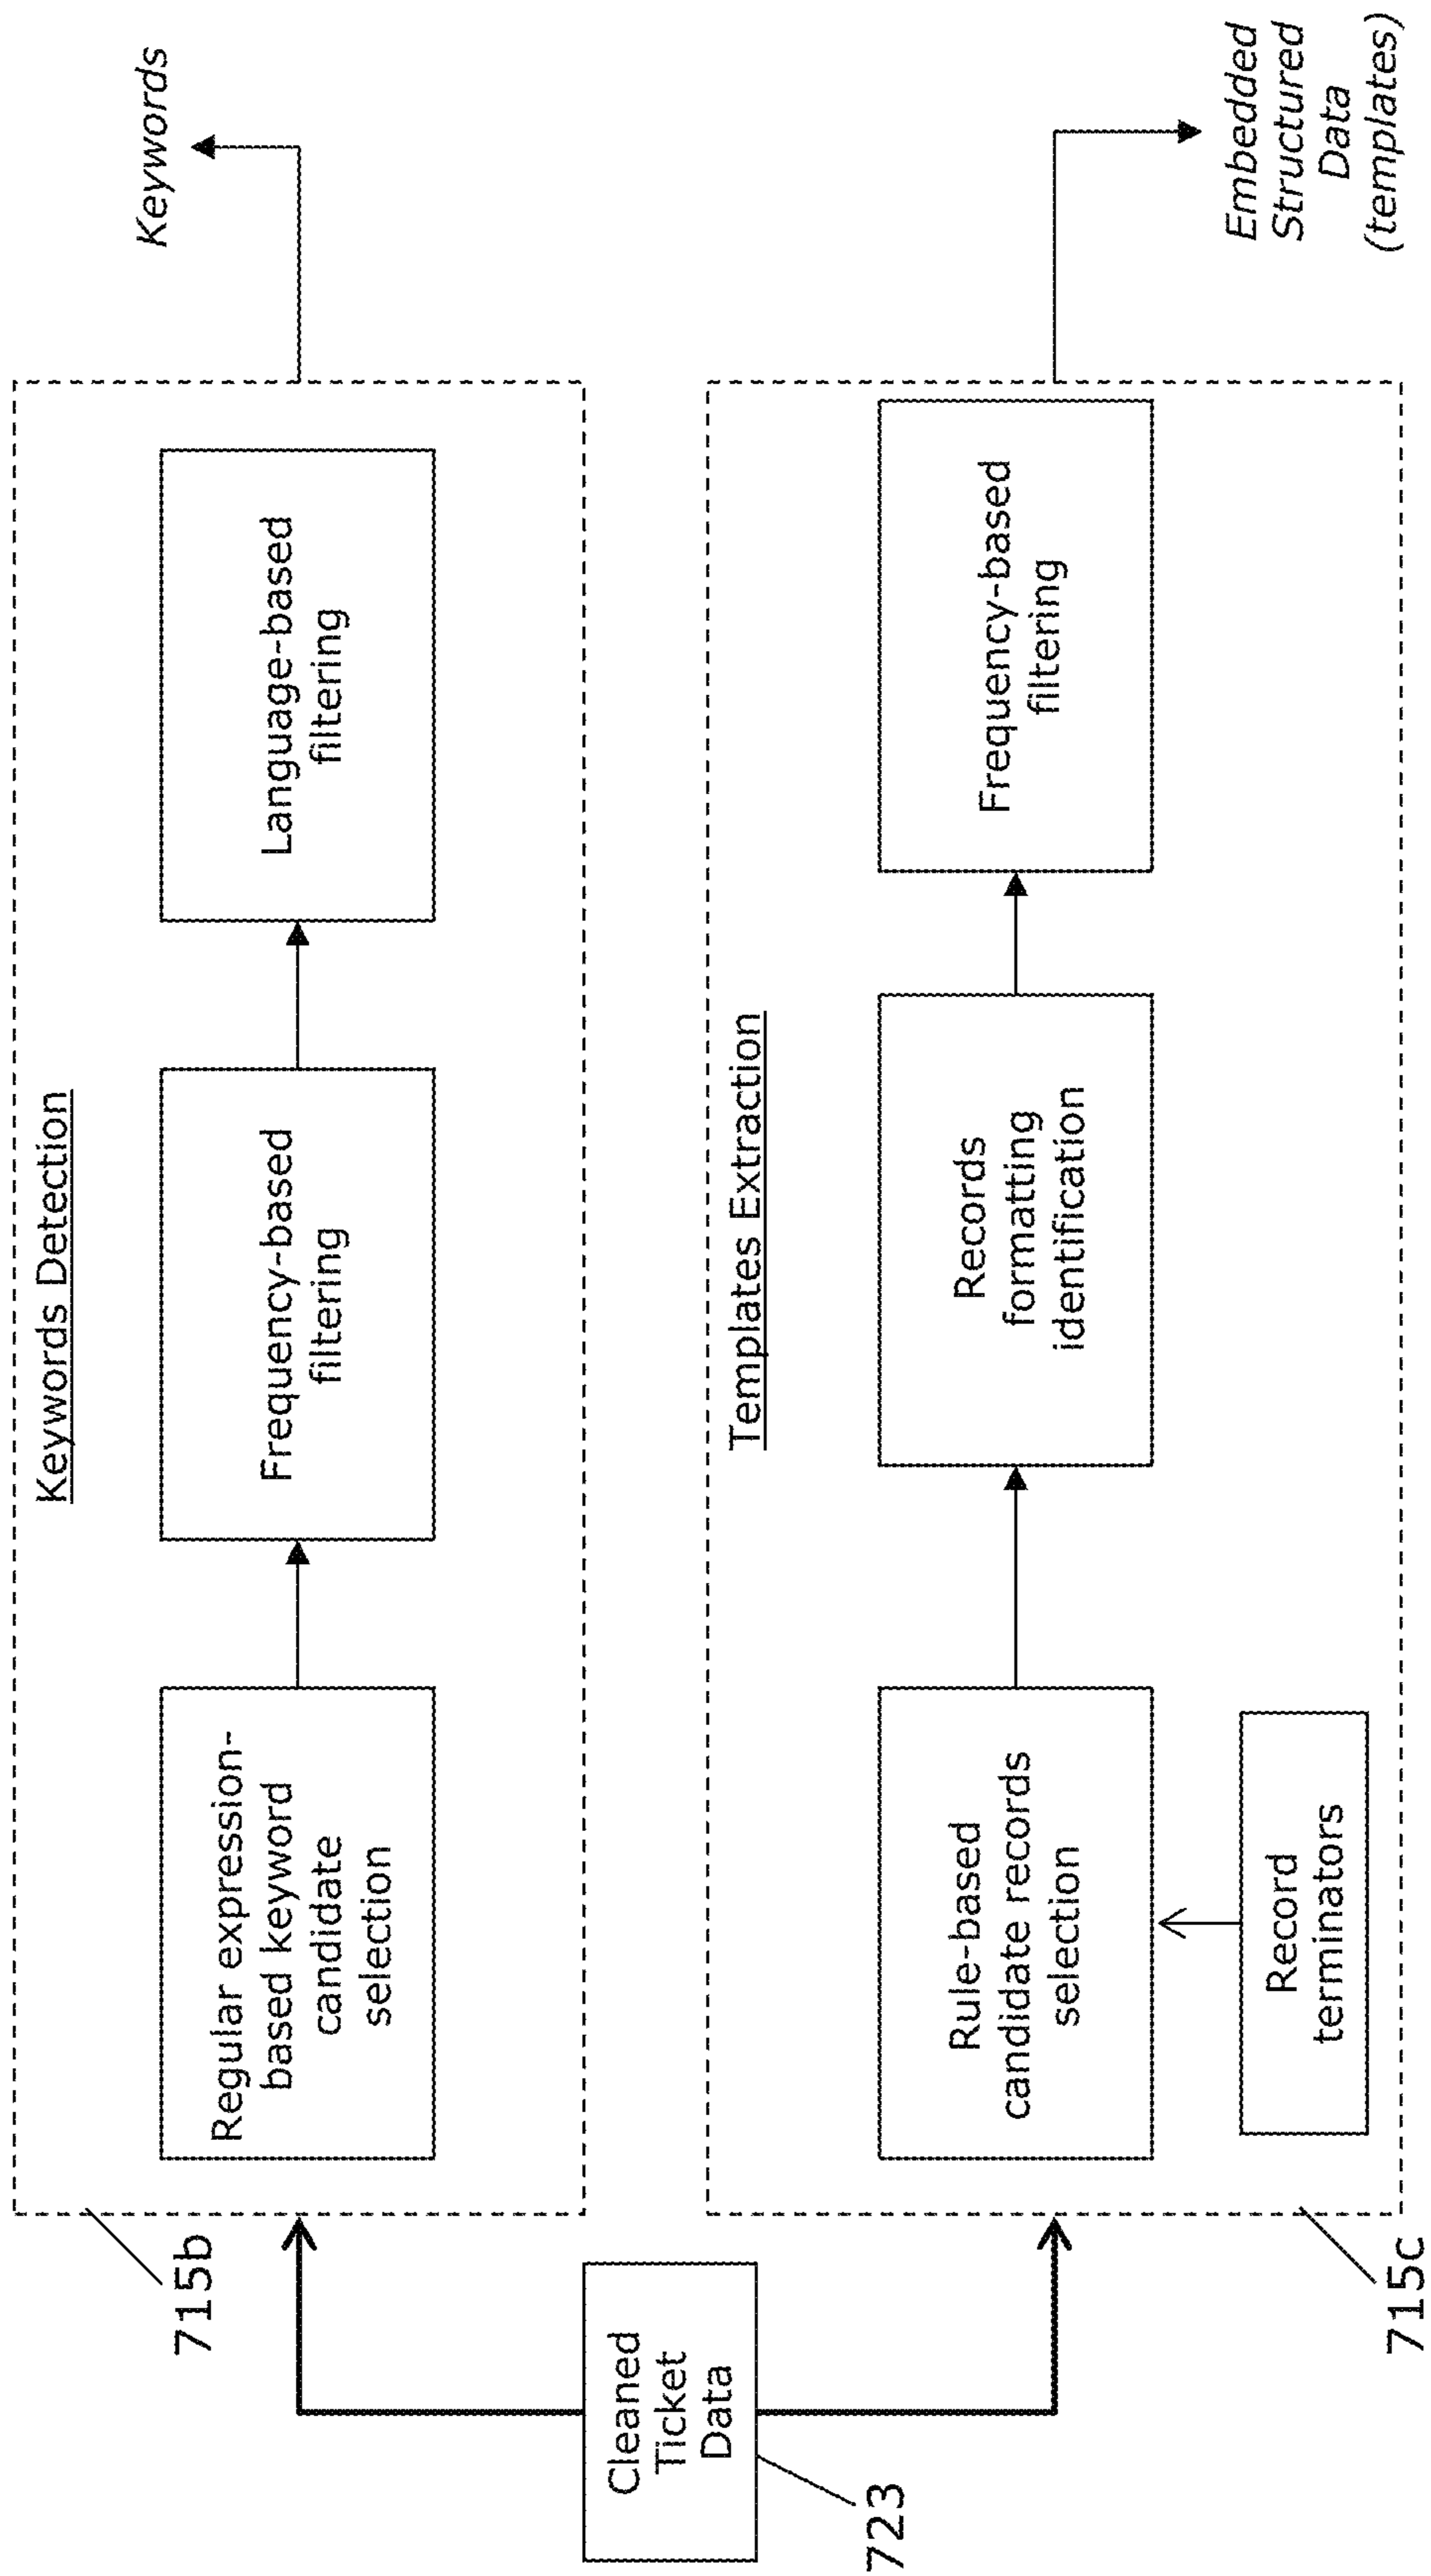 Keywords Detection
Regular expression-
based keyword
candidate
selection
Frequency-based
filtering
Language-based
filtering
Keywords
715b
Cleaned
Ticket
Data
723
Templates Extraction
Rule-based
candidate records
selection
Records
formatting
identification
Frequency-based
filtering
Record
terminators
Embedded
Structured
Data
(templates)
715c